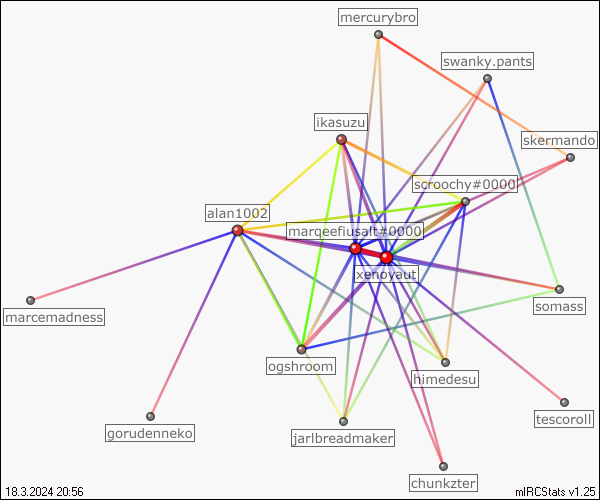 mercurybro
swanky.pants
ikasuzu
skermando
scroochy#0000
alan1002
marqeefiusalt#0000
xenoyaut
somass
marcemadness
ogshroom
himedesu
tescoroll
gorudenneko
jarlbreadmaker
chunkzter
18.3.2024 20:56
mIRCStats v1.25